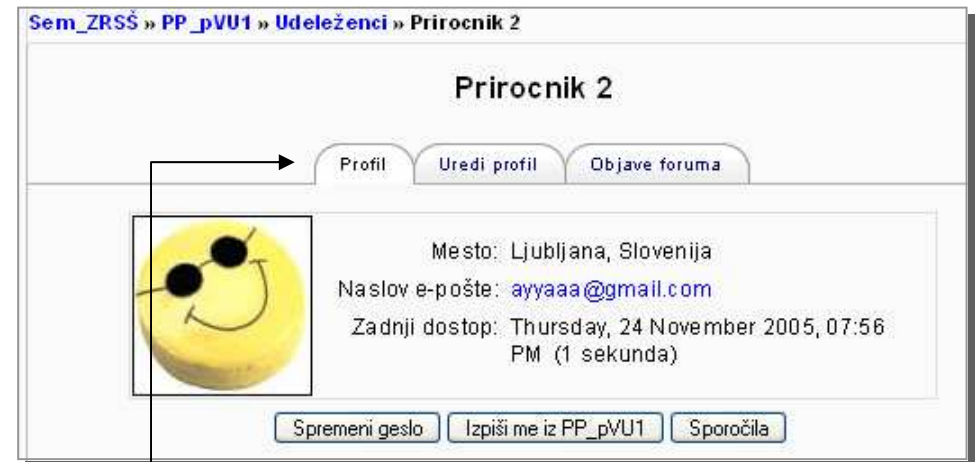 Sem_ZRSŠ » PP_pVU1 » Udeleženci » Prirocnik 2
Prirocnik 2
Profil Uredi profil Objave foruma
Mesto: Ljubljana, Slovenija
Naslov e-pošte: ayyaaa@gmail.com
Zadnji dostop: Thursday, 24 November 2005, 07:56
PM (1 sekunda)
Spremeni geslo Izpiši me iz PP_pVU1 Sporočila